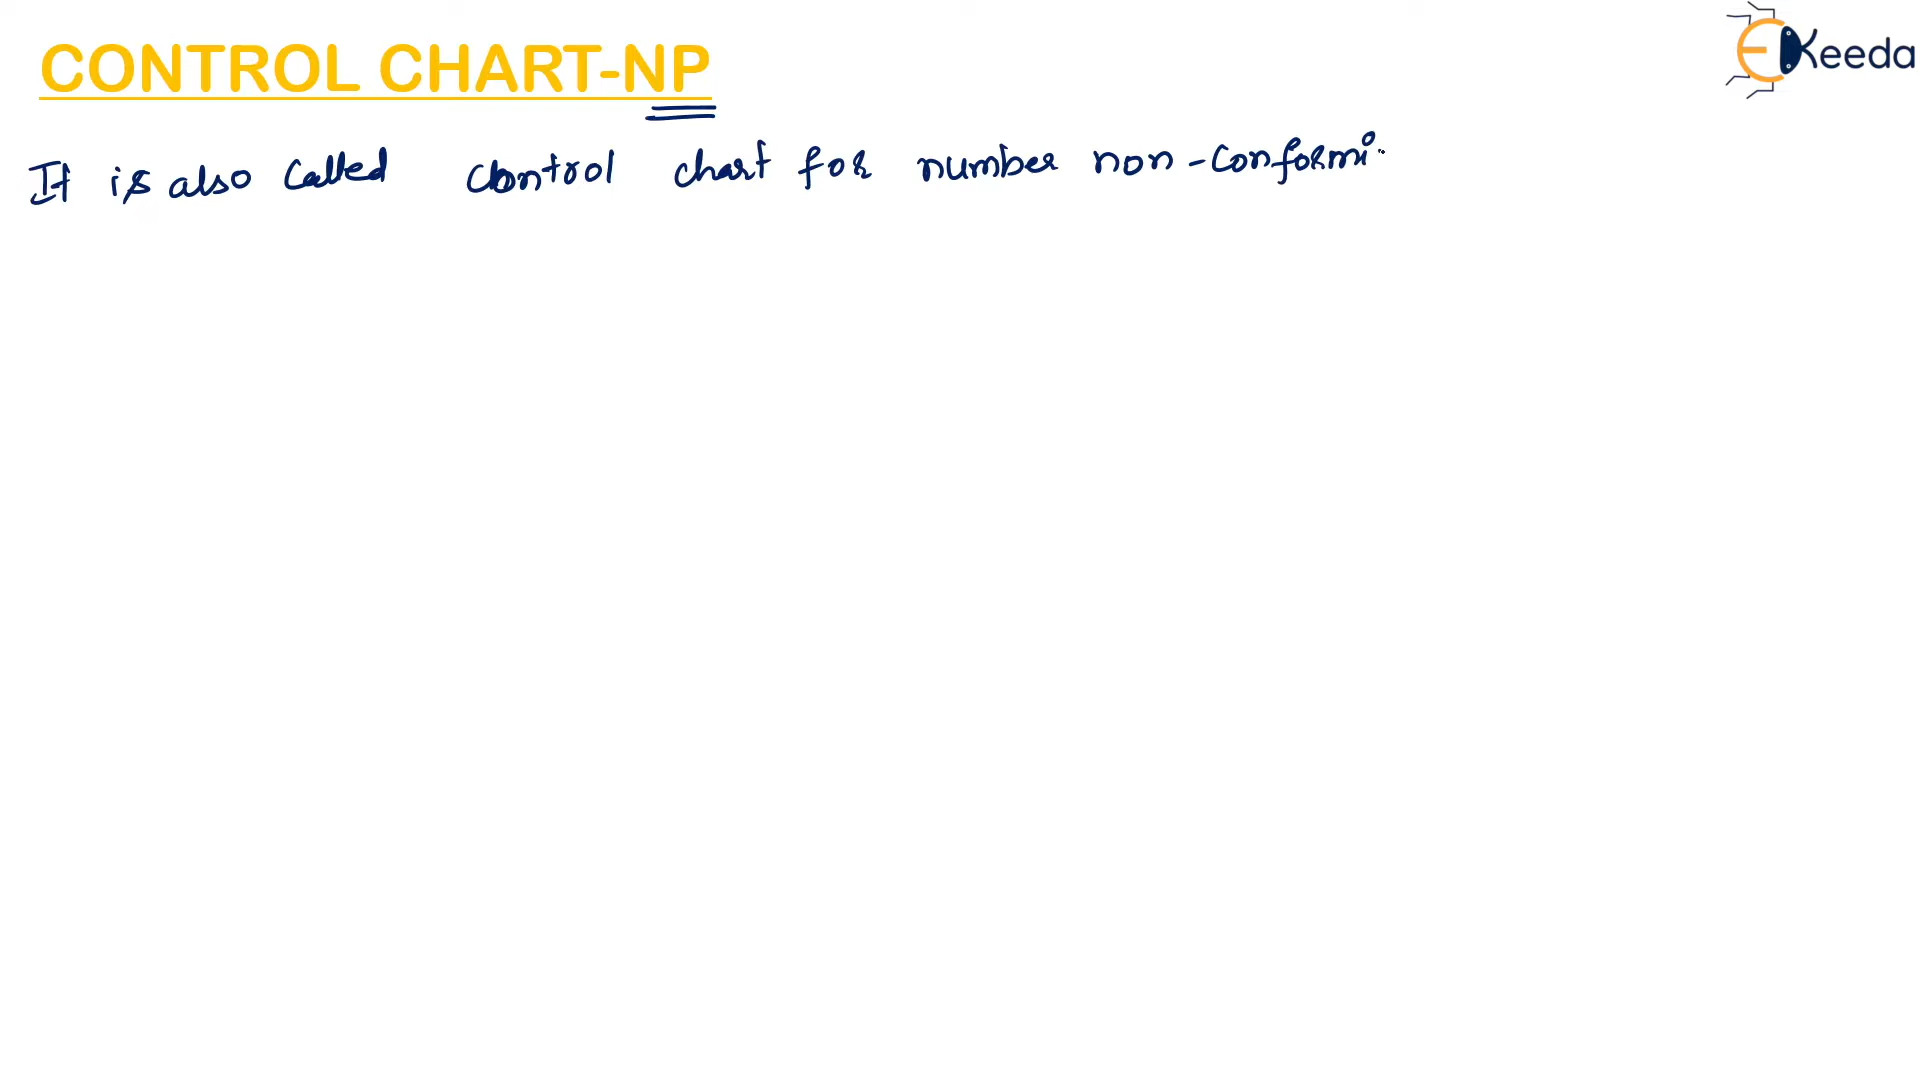 CONTROL CHART-NP
EKeeda
It is also called control chart for number non-conformi